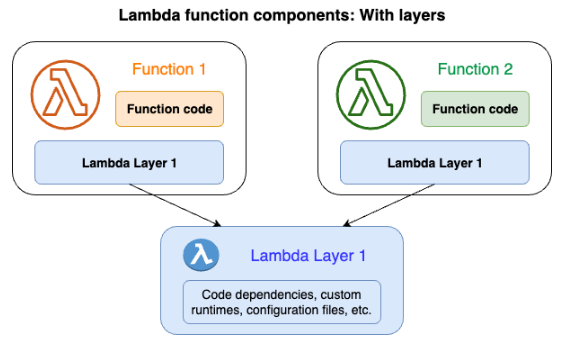 Lambda function components: With layers
Function 1
Function code
Lambda Layer 1
Function 2
Function code
Lambda Layer 1
Lambda Layer 1
Code dependencies, custom
runtimes, configuration files, etc.